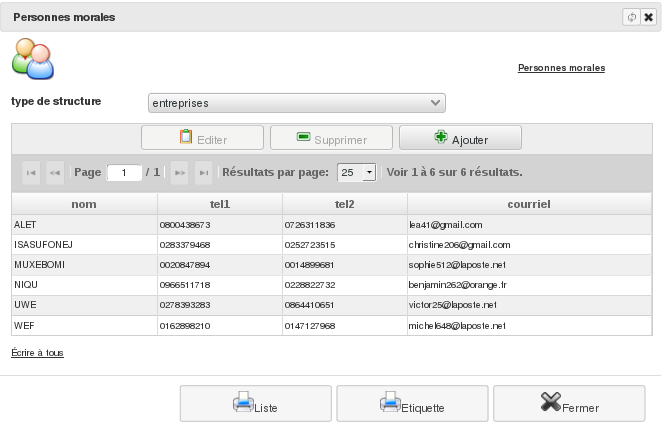 Personnes morales
Personnes morales
type de structure entreprises
Editer Supprimer Ajouter
Page 1 / 1 Résultats par page: 25 Voir 1 à 6 sur 6 résultats.
nom tel1 tel2 courriel
ALET 0800438673 0726311836 lea41@gmail.com
ISASUFONEJ 0283379468 0252723515 christine206@gmail.com
MUXEBOMI 0020847894 0014899681 sophie512@laposte.net
NIQU 0966511718 0228822732 benjamin262@orange.fr
UWE 0278393283 0864410651 victor25@laposte.net
WEF 0162898210 0147127968 michel648@laposte.net
Écrire à tous
Liste Etiquette Fermer